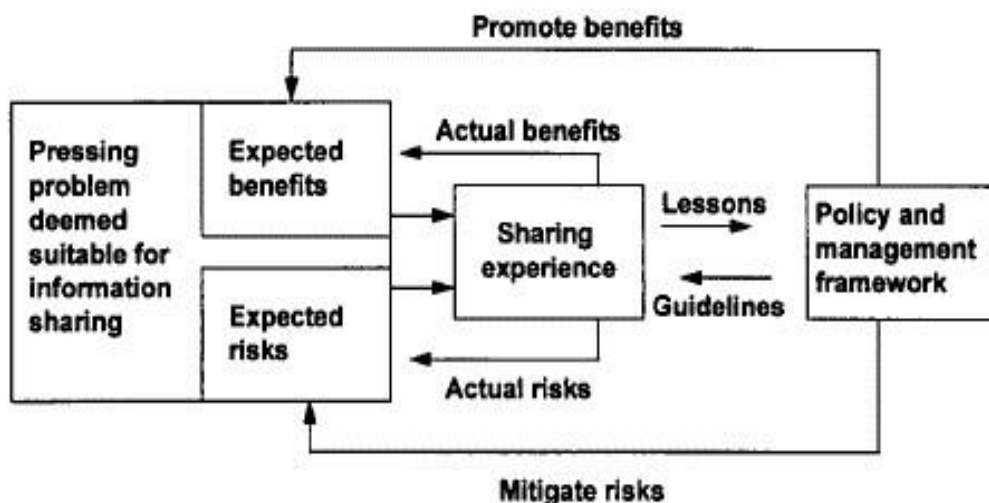 Promote benefits
Pressing
problem
deemed
suitable for
information
sharing
Expected
benefits
Expected
risks
Actual benefits
Sharing
experience
Actual risks
Lessons
Guidelines
Policy and
management
framework
Mitigate risks